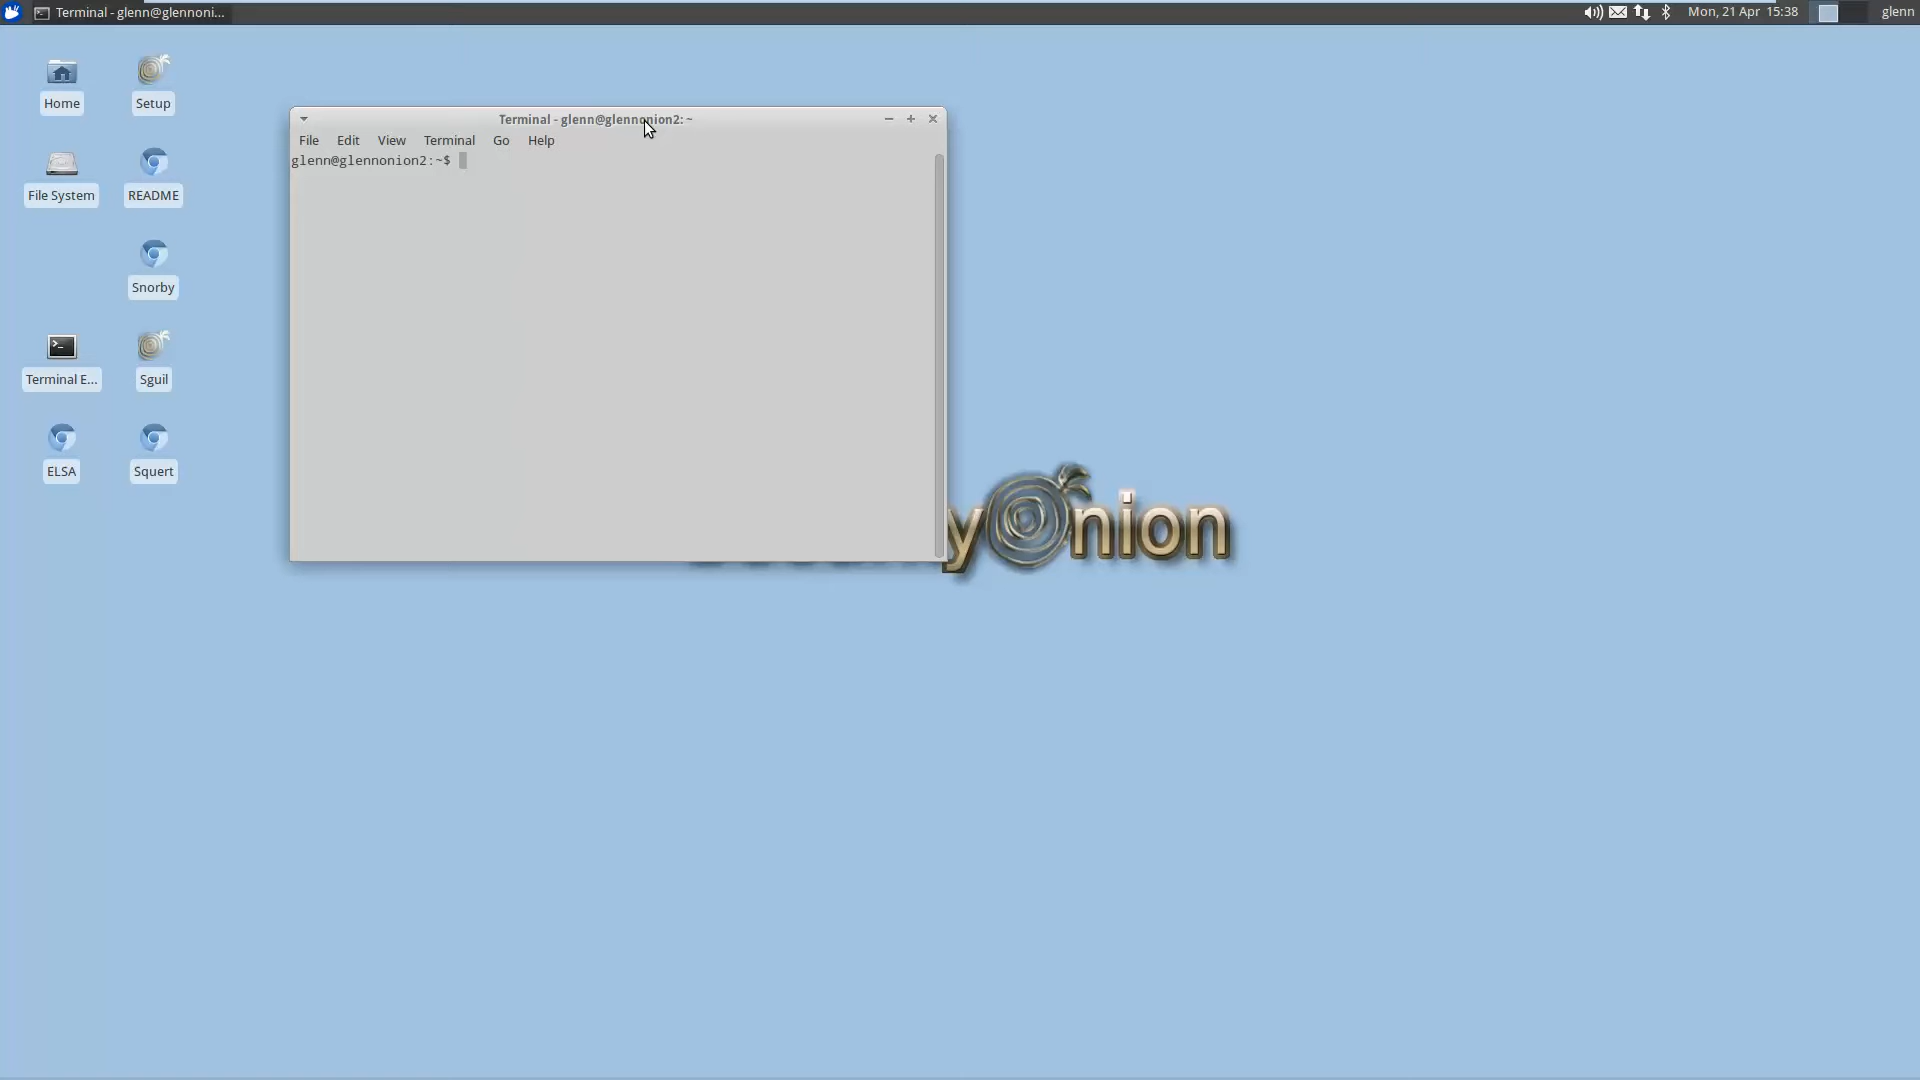 Terminal - glenn@glennoni...
Mon, 21 Apr 15:38
glenn
Home
Setup
File System
README
Snorby
Terminal E...
Sguil
ELSA
Squert
Terminal - glenn@glennonion2: ~
File Edit View Terminal Go Help
glenn@glennonion2:~$
y nion